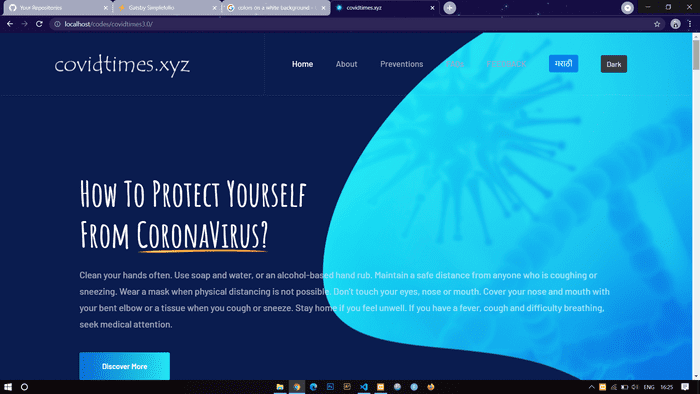 Your Repositories
Gatsby SimpleFolio
colors on a white background -
covidtimes.xyz
localhost/codes/covidtimes3.0/
covidtimes.xyz
Home
About
Preventions
मराठी
Dark
How To Protect Yourself
From CoronaVirus?
Clean your hands often. Use soap and water, or an alcohol-based hand rub. Maintain a safe distance from anyone who is coughing or
sneezing. Wear a mask when physical distancing is not possible. Don't touch your eyes, nose or mouth. Cover your nose and mouth with
your bent elbow or a tissue when you cough or sneeze. Stay home if you feel unwell. If you have a fever, cough and difficulty breathing,
seek medical attention.
Discover More
ENG
16:25